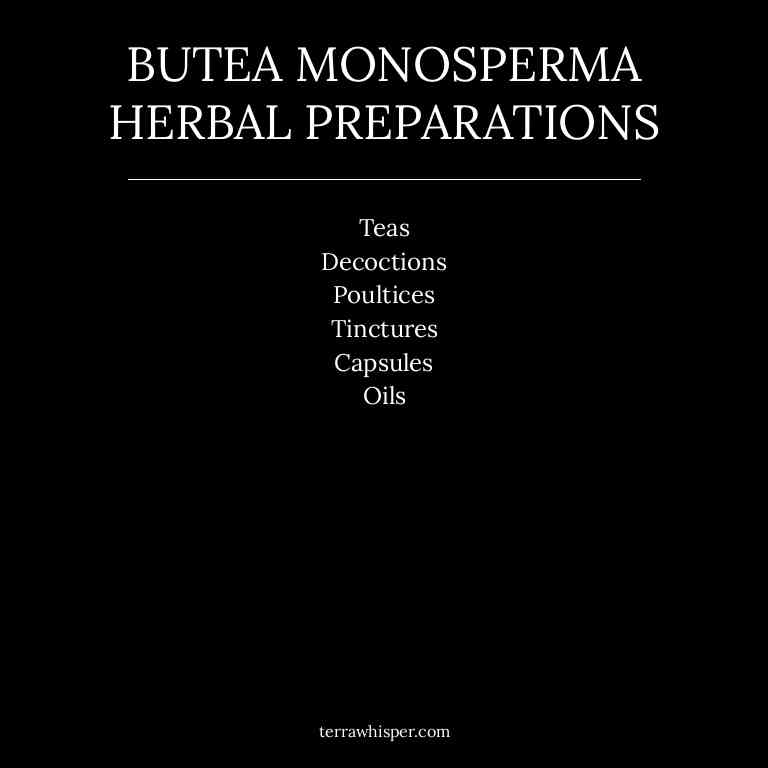 BUTEA MONOSPERMA
HERBAL PREPARATIONS
Teas
Decoctions
Poultices
Tinctures
Capsules
Oils
terrawhisper.com